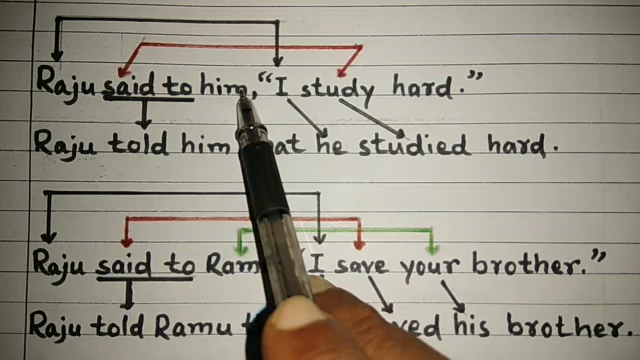 Raju said to him, "I study hard."
Raju told him at he studied hard.
Raju said to Ram "I save your brother."
Raju told Ramu t ved his brother.